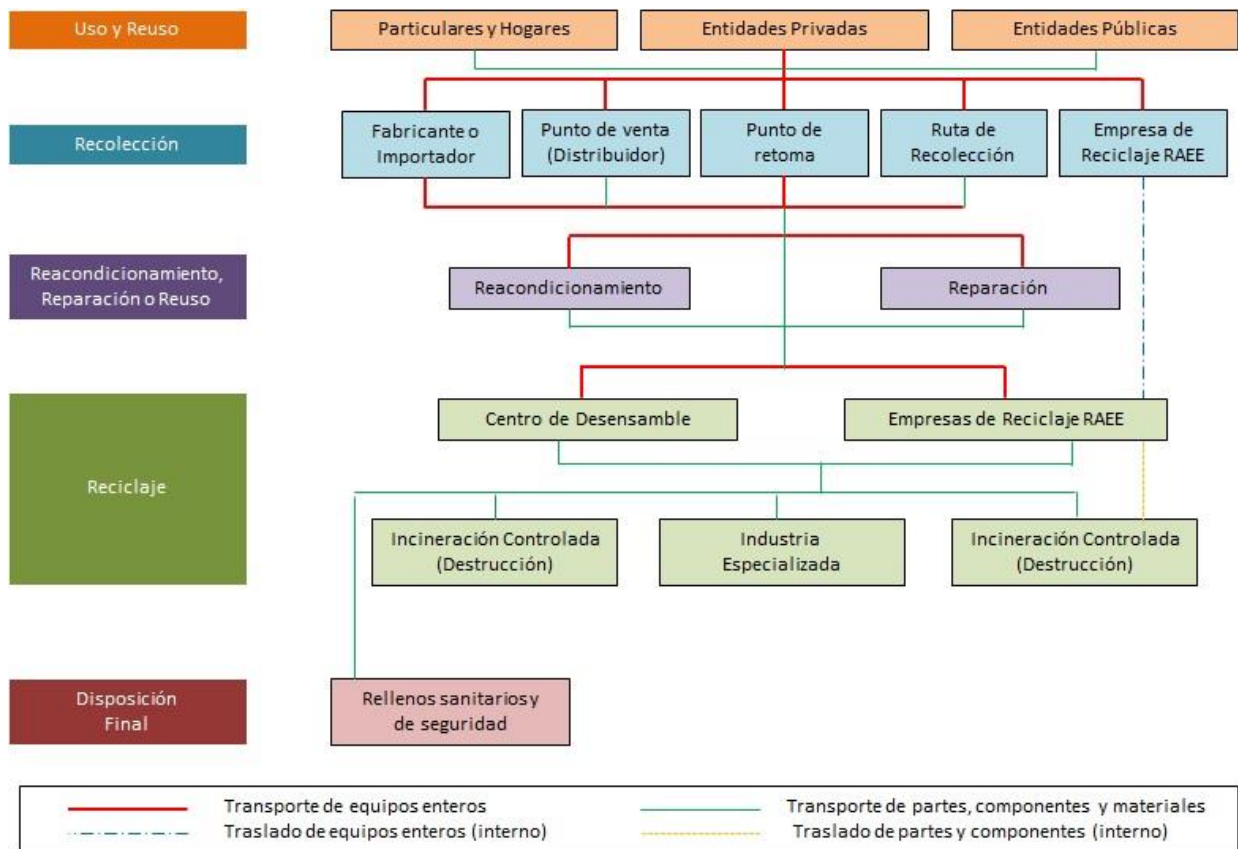 Uso y Reuso
Particulares y Hogares
Entidades Privadas
Entidades Públicas
Recolección
Fabricante o
Importador
Punto de venta
(Distribuidor)
Punto de
retoma
Ruta de
Recolección
Empresa de
Reciclaje RAEE
Reacondicionamiento,
Reparación o Reuso
Reacondicionamiento
Reparación
Reciclaje
Centro de Desensamble
Empresas de Reciclaje RAEE
Incineración Controlada
(Destrucción)
Industria
Especializada
Incineración Controlada
(Destrucción)
Disposición
Final
Rellenos sanitarios y
de seguridad
Transporte de equipos enteros
Transporte de partes, componentes y materiales
Traslado de equipos enteros (interno)
Traslado de partes y componentes (interno)